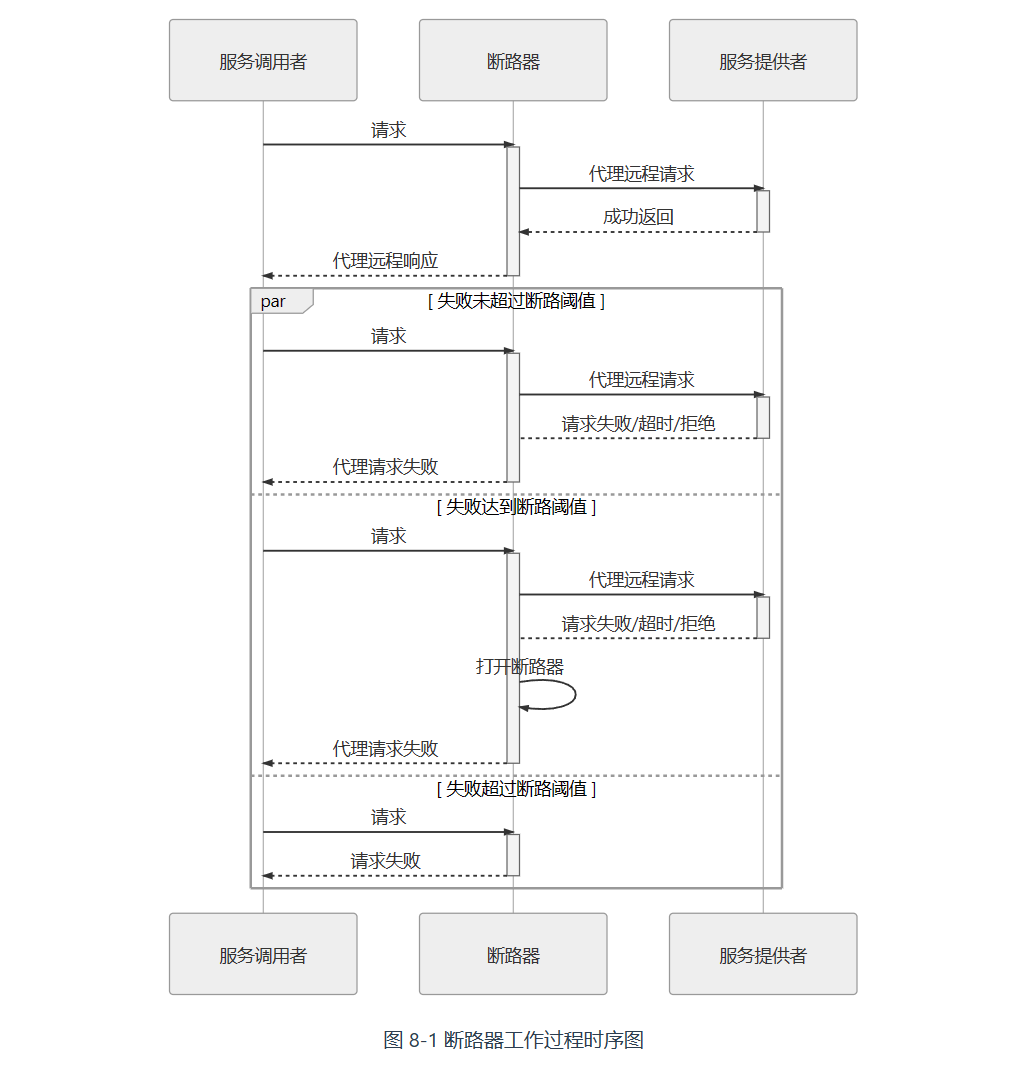 服务调用者
断路器
服务提供者
请求
代理远程请求
成功返回
代理远程响应
par
[ 失败未超过断路阈值 ]
请求
代理远程请求
请求失败/超时/拒绝
代理请求失败
[ 失败达到断路阈值 ]
请求
代理远程请求
请求失败/超时/拒绝
打开断路器
代理请求失败
[ 失败超过断路阈值 ]
请求
请求失败
服务调用者
断路器
服务提供者
图 8-1 断路器工作过程时序图